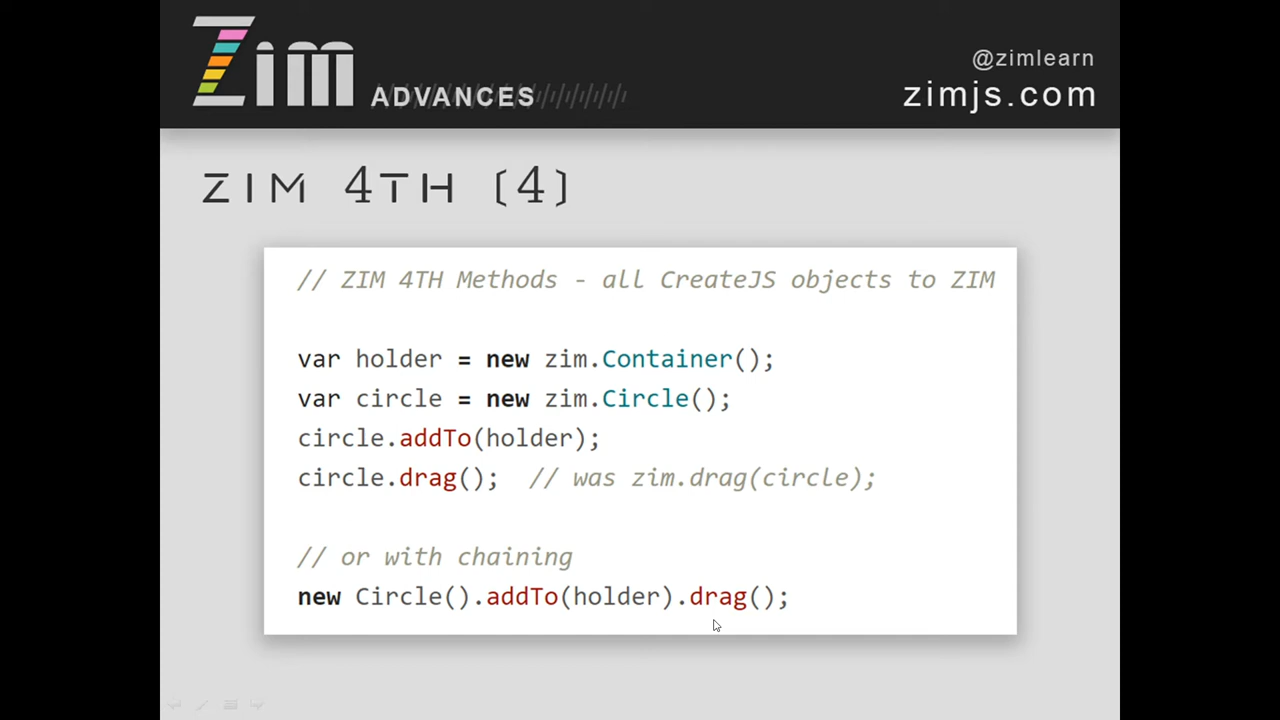 Zim ADVANCES
@zimlearn
zimjs.com
ZIM 4TH (4)
// ZIM 4TH Methods - all CreateJS objects to ZIM
var holder = new zim.Container();
var circle = new zim.Circle();
circle.addTo(holder);
circle.drag();  // was zim.drag(circle);
// or with chaining
new Circle().addTo(holder).drag();